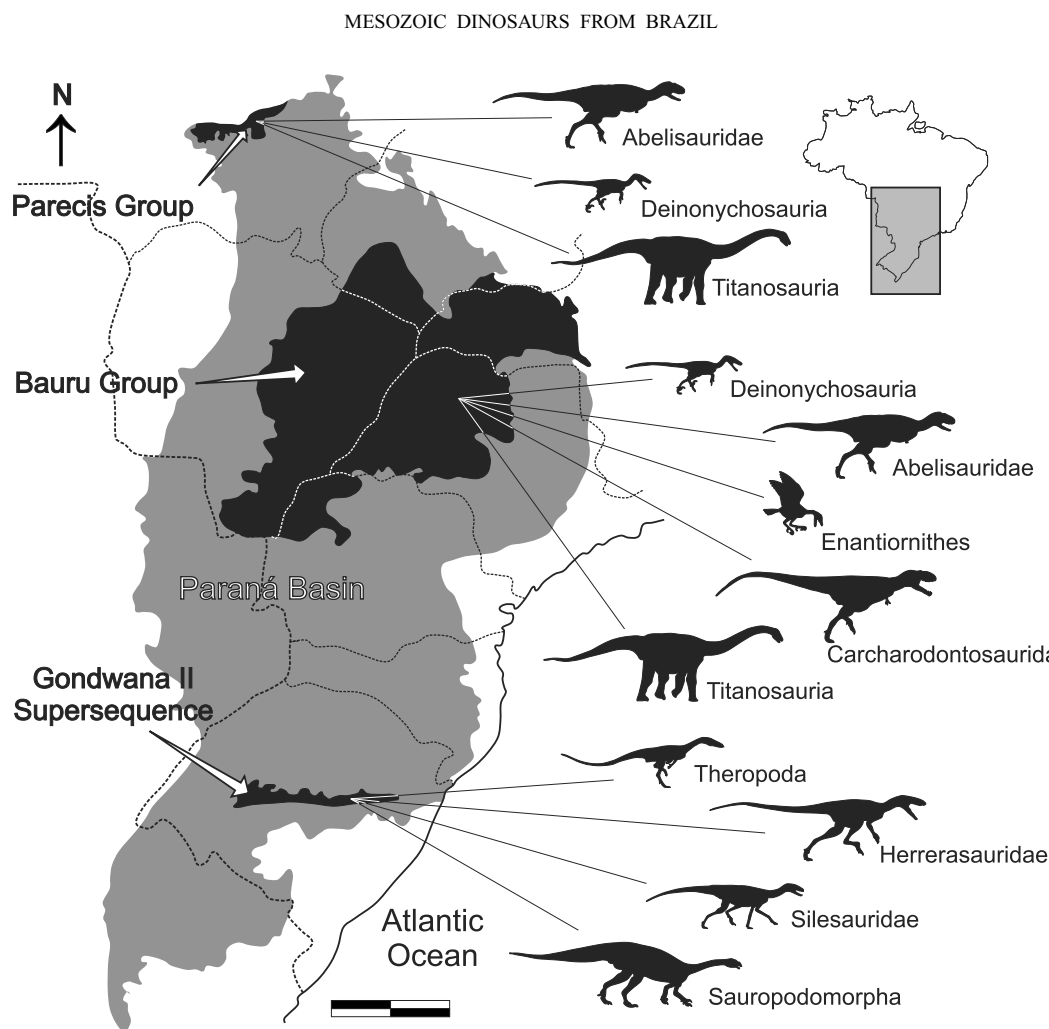 MESOZOIC DINOSAURS FROM BRAZIL
N
Abelisauridae
Parecis Group
Deinonychosauria
Titanosauria
Bauru Group
Deinonychosauria
Abelisauridae
Enantiornithes
Paraná Basin
Carcharodontosaurida
Gondwana II
Supersequence
Titanosauria
Theropoda
Herrerasauridae
Silesauridae
Atlantic
Ocean
Sauropodomorpha